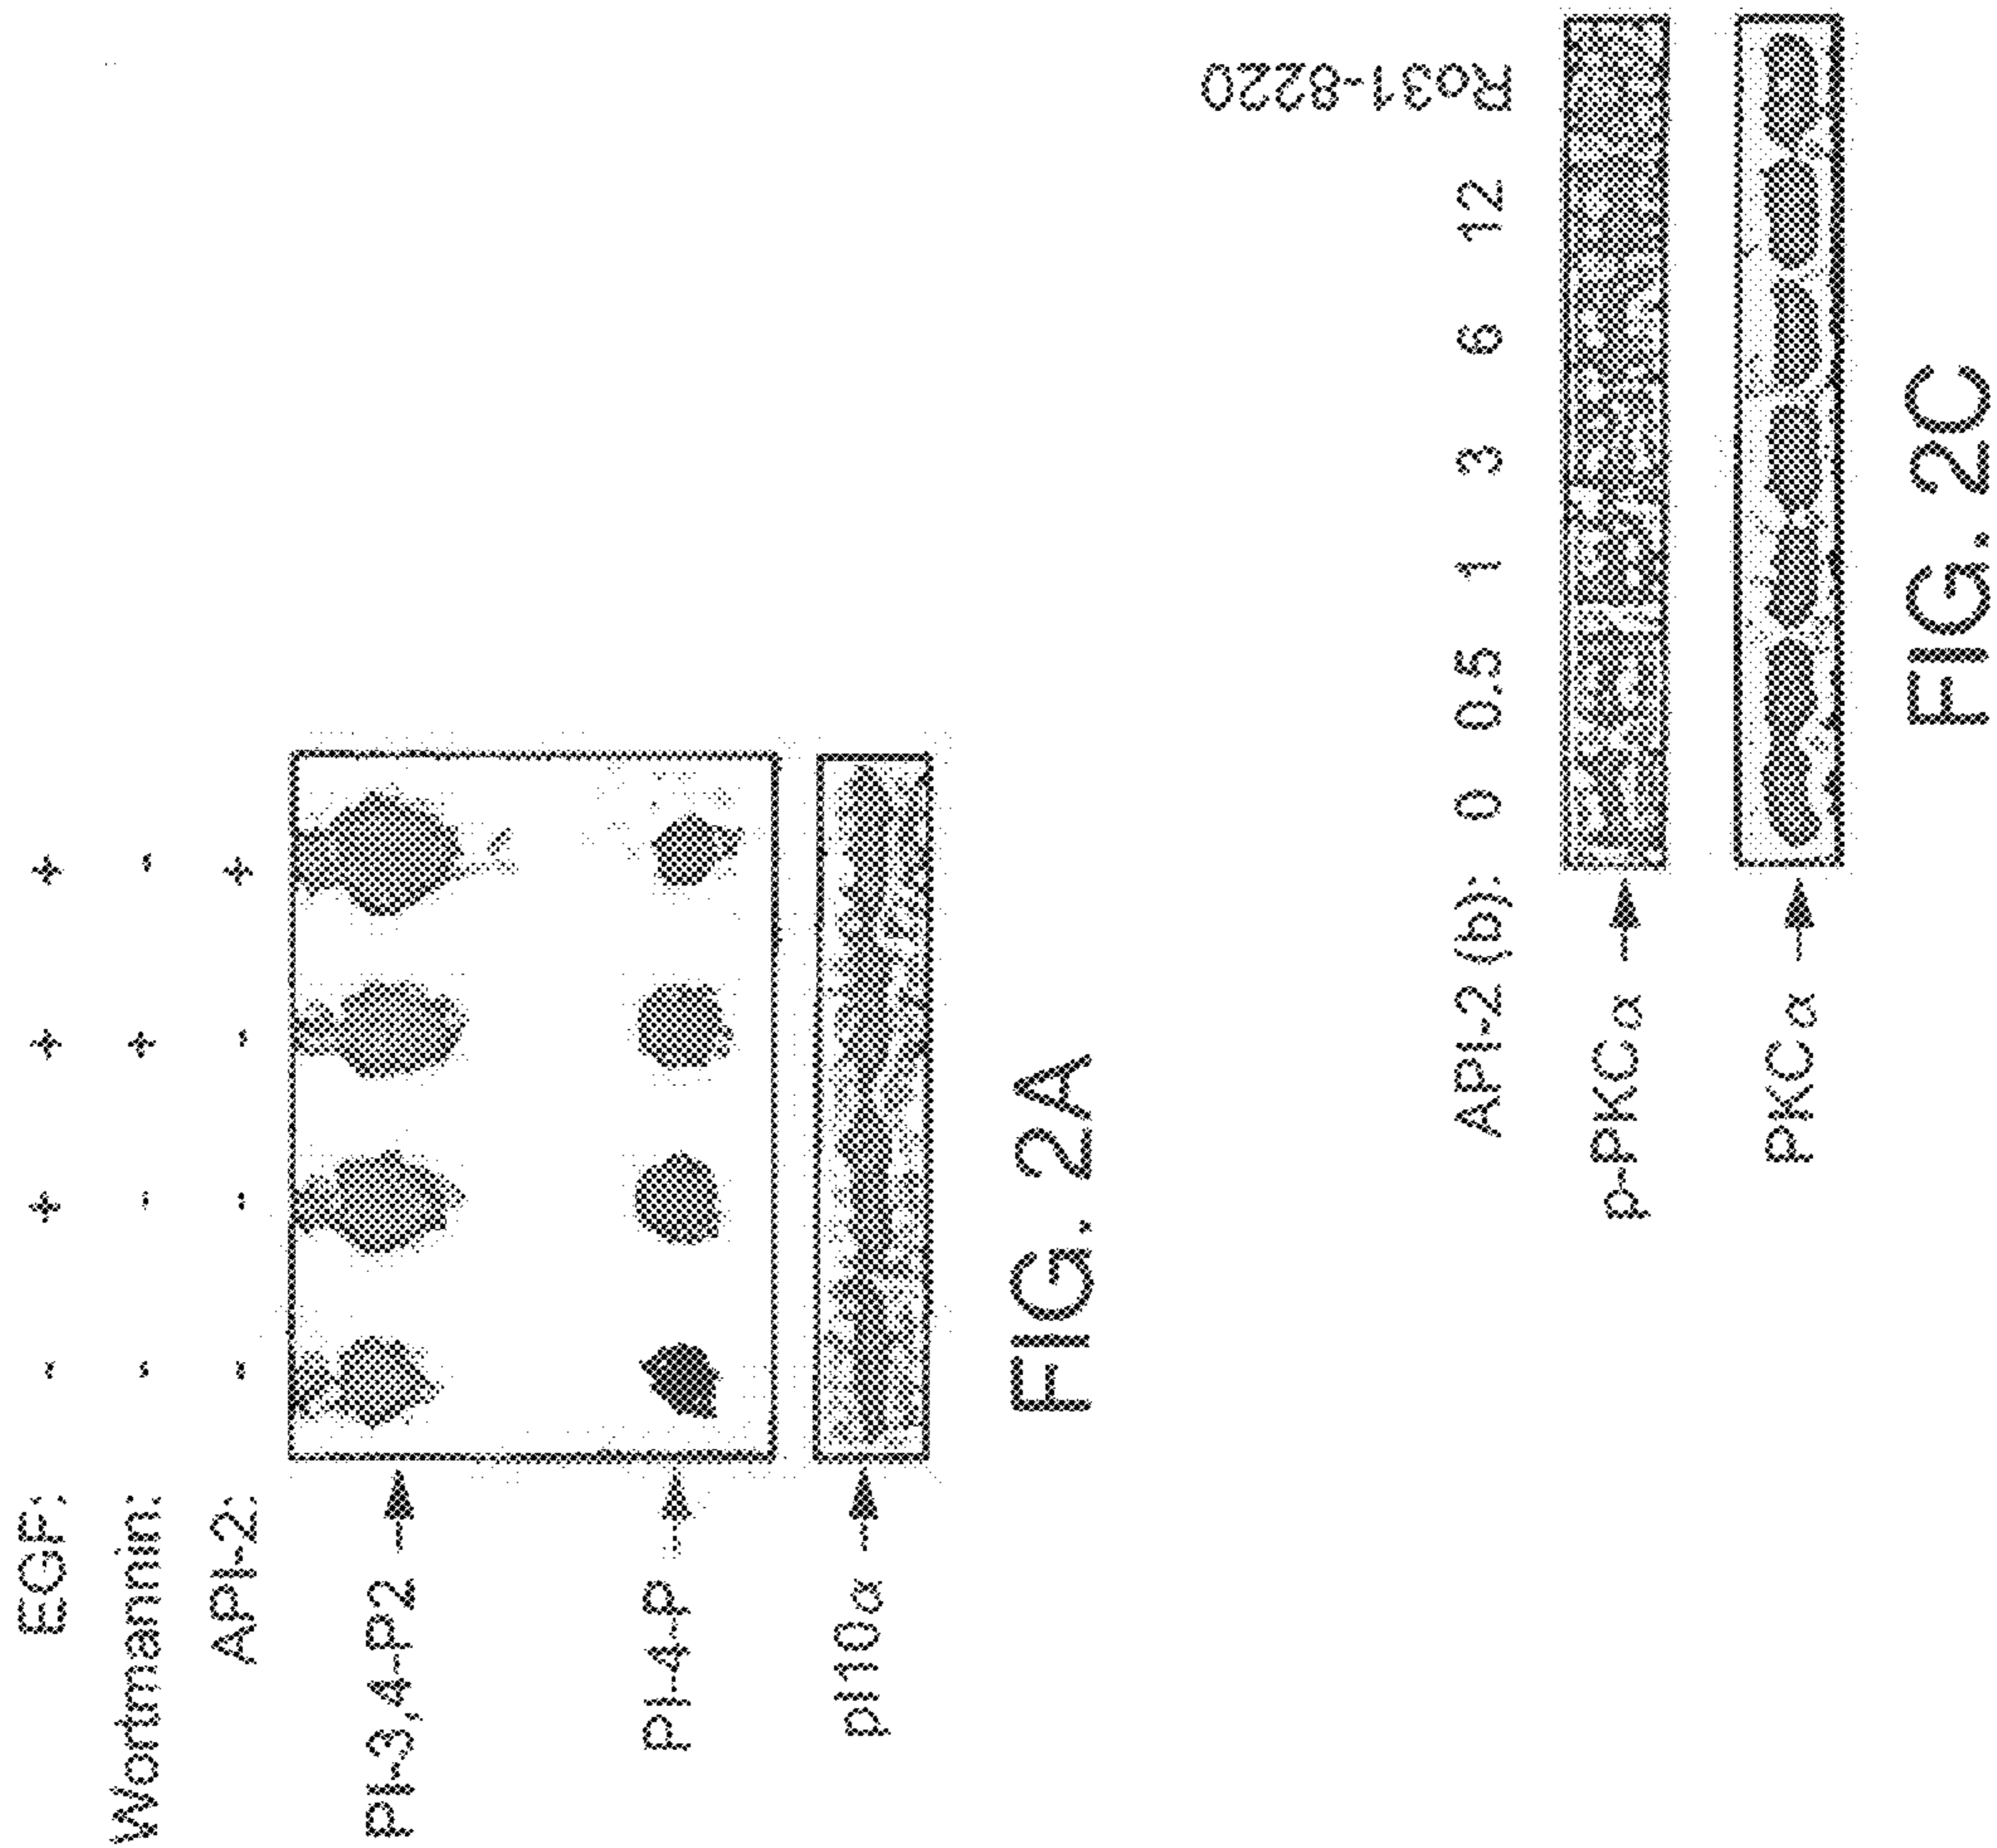 EGF: - + + +
Wortmannin: - - + -
API-2: - - - +
PI-3,4-P2
PI-4-P
p110α
FIG. 2A
API-2 (b): 0 0.5 1 3 6 12 Ro31-8220
p-PKCα
PKCα
FIG. 2C